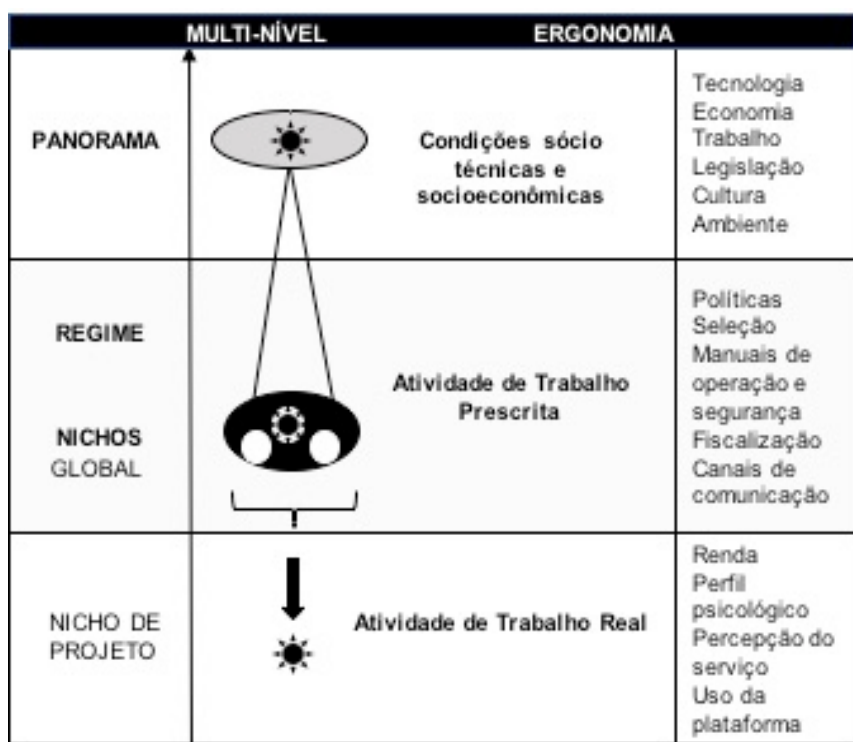 MULTI-NÍVEL
ERGONOMIA
PANORAMA
Condições sócio
técnicas e
socioeconômicas
Tecnologia
Economia
Trabalho
Legislação
Cultura
Ambiente
REGIME
NICHOS
GLOBAL
Atividade de Trabalho
Prescrita
Políticas
Seleção
Manuais de
operação e
segurança
Fiscalização
Canais de
comunicação
NICHO DE
PROJETO
Atividade de Trabalho Real
Renda
Perfil
psicológico
Percepção do
serviço
Uso da
plataforma